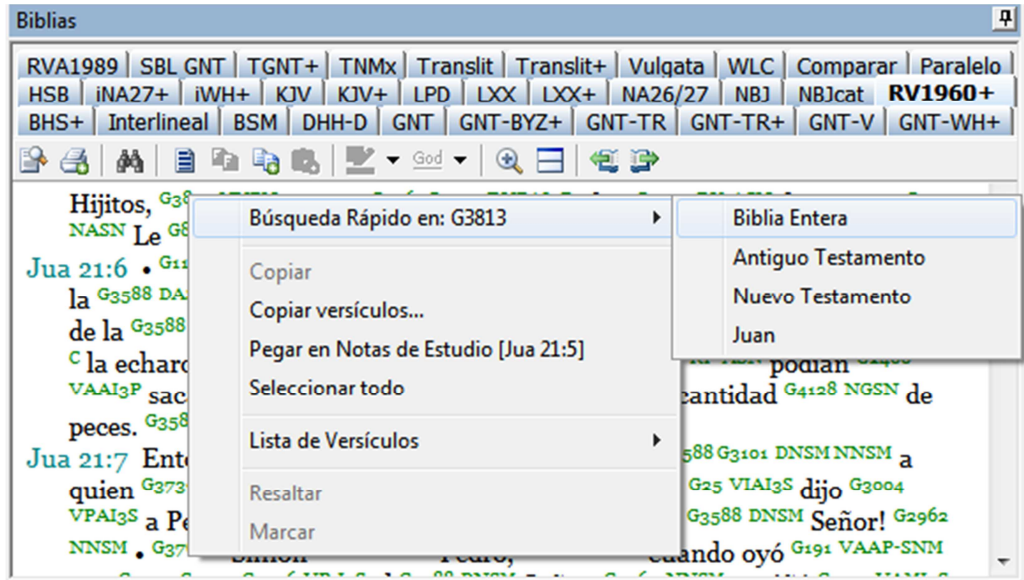 Biblias
RVA1989 SBL GNT TGNT+ TNMx Translit Translit+ Vulgata WLC Comparar Paralelo
HSB iNA27+ iWH+ KJV KJV+ LPD LXX LXX+ NA26/27 NBJ NBJcat RV1960+
BHS+ Interlineal BSM DHH-D GNT GNT-BYZ+ GNT-TR GNT-TR+ GNT-V GNT-WH+
God
Hijitos,
NASN Le
Jua 21:6 •
la G3588
de la G3588
C la
VAAI3P
peces.
Jua 21:7
quien
VPAI3S a
NNSM •
Búsqueda Rápido en: G3813
Copiar
Copiar versículos...
Pegar en Notas de Estudio [Jua 21:5]
Seleccionar todo
Lista de Versículos
Resaltar
Marcar
Biblia Entera
Antiguo Testamento
Nuevo Testamento
Juan
podían
cantidad G4128 NGSN de
G3101 DNSM NNSM a
G25 VIAI3S dijo G3004
G3588 DNSM Señor! G2962
Pedro, cuando oyó G191 VAAP-SNM